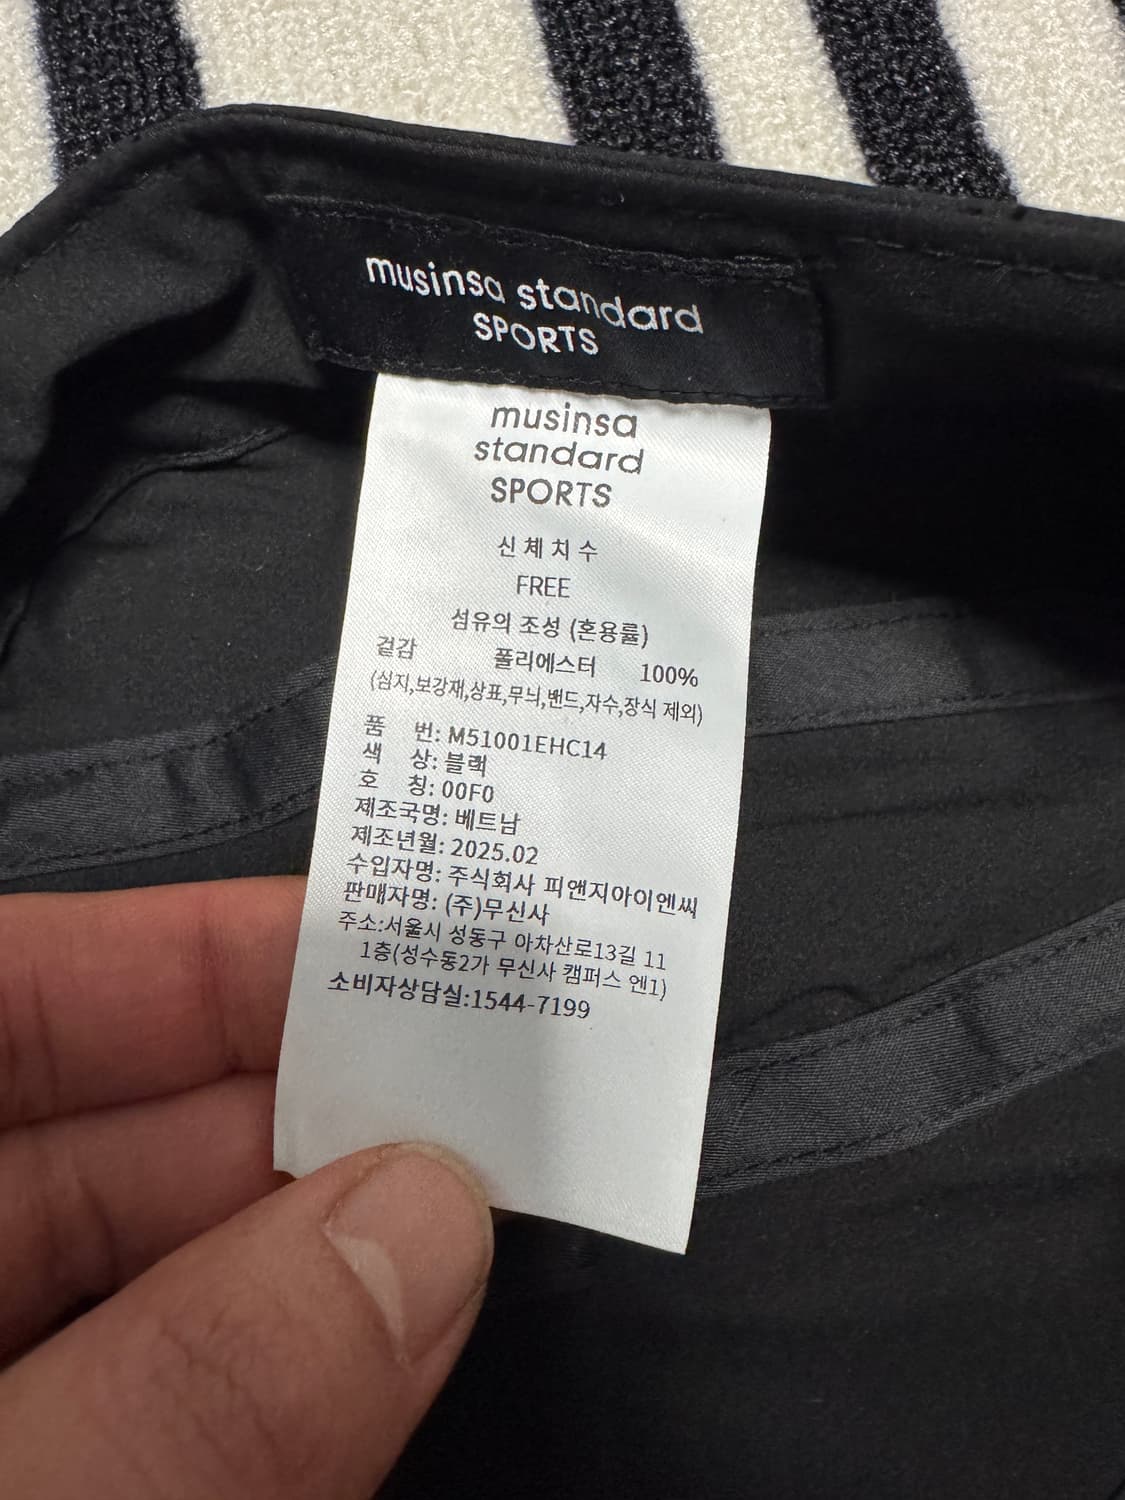 musinsa standard
SPORTS
musinsa
standard
SPORTS
신체치수
FREE
섬유의 조성 (혼용률)
겉감 폴리에스터 100%
(심지,보강재,상표,무늬,밴드,자수,장식 제외)
품 번: M51001EHC14
색 상: 블랙
호 칭: 00F0
제조국명: 베트남
제조년월: 2025.02
수입자명: 주식회사 피앤지아이엔씨
판매자명: (주)무신사
주소:서울시 성동구 아차산로13길 11
1층(성수동2가 무신사 캠퍼스 엔1)
소비자상담실:1544-7199